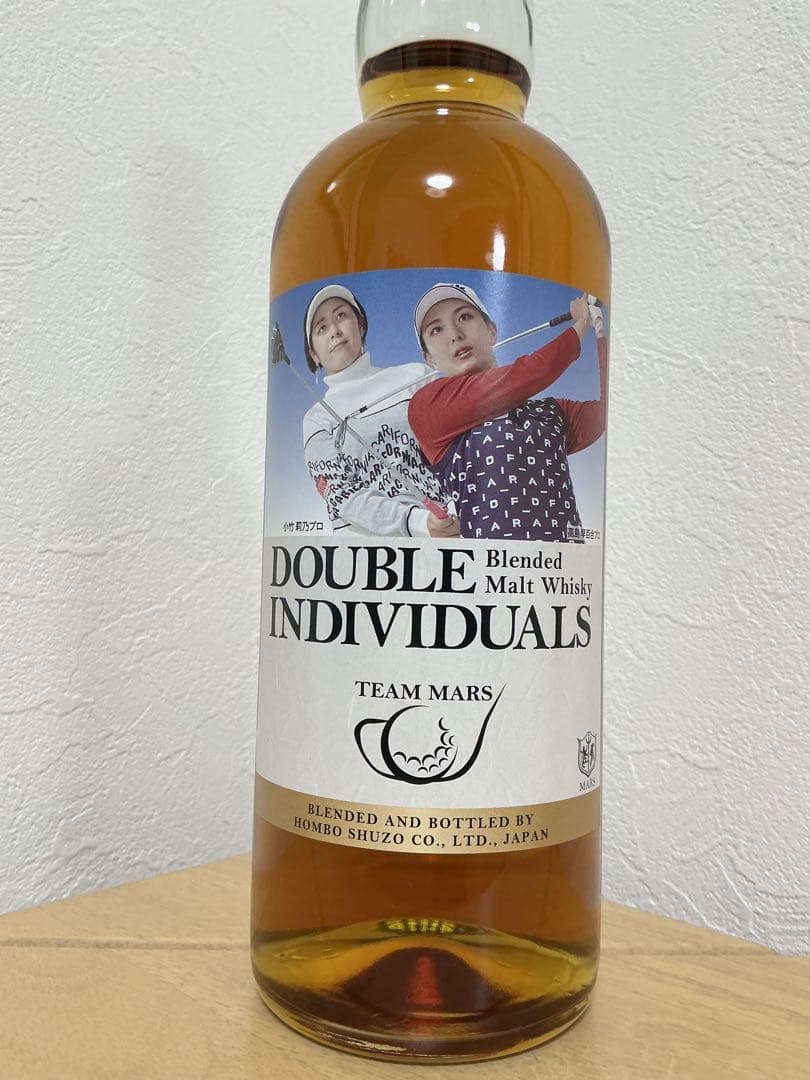 小竹 莉乃プロ
DOUBLE
Blended
Malt Whisky
INDIVIDUALS
TEAM MARS
MARS
BLENDED AND BOTTLED BY
HOMBO SHUZO CO., LTD., JAPAN